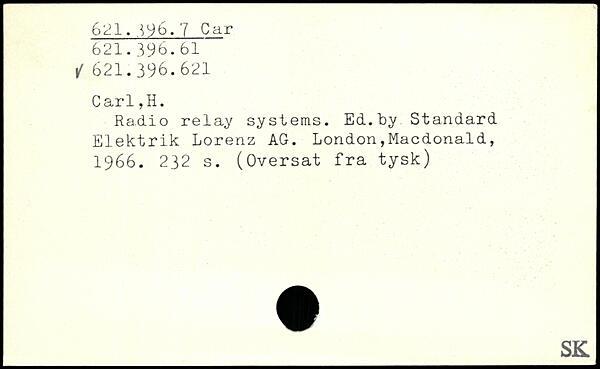 621.396.7 Car
621.396.61
√ 621.396.621
Carl,H.
Radio relay systems. Ed.by Standard
Elektrik Lorenz AG. London,Macdonald,
1966. 232 s. (Oversat fra tysk)
SK